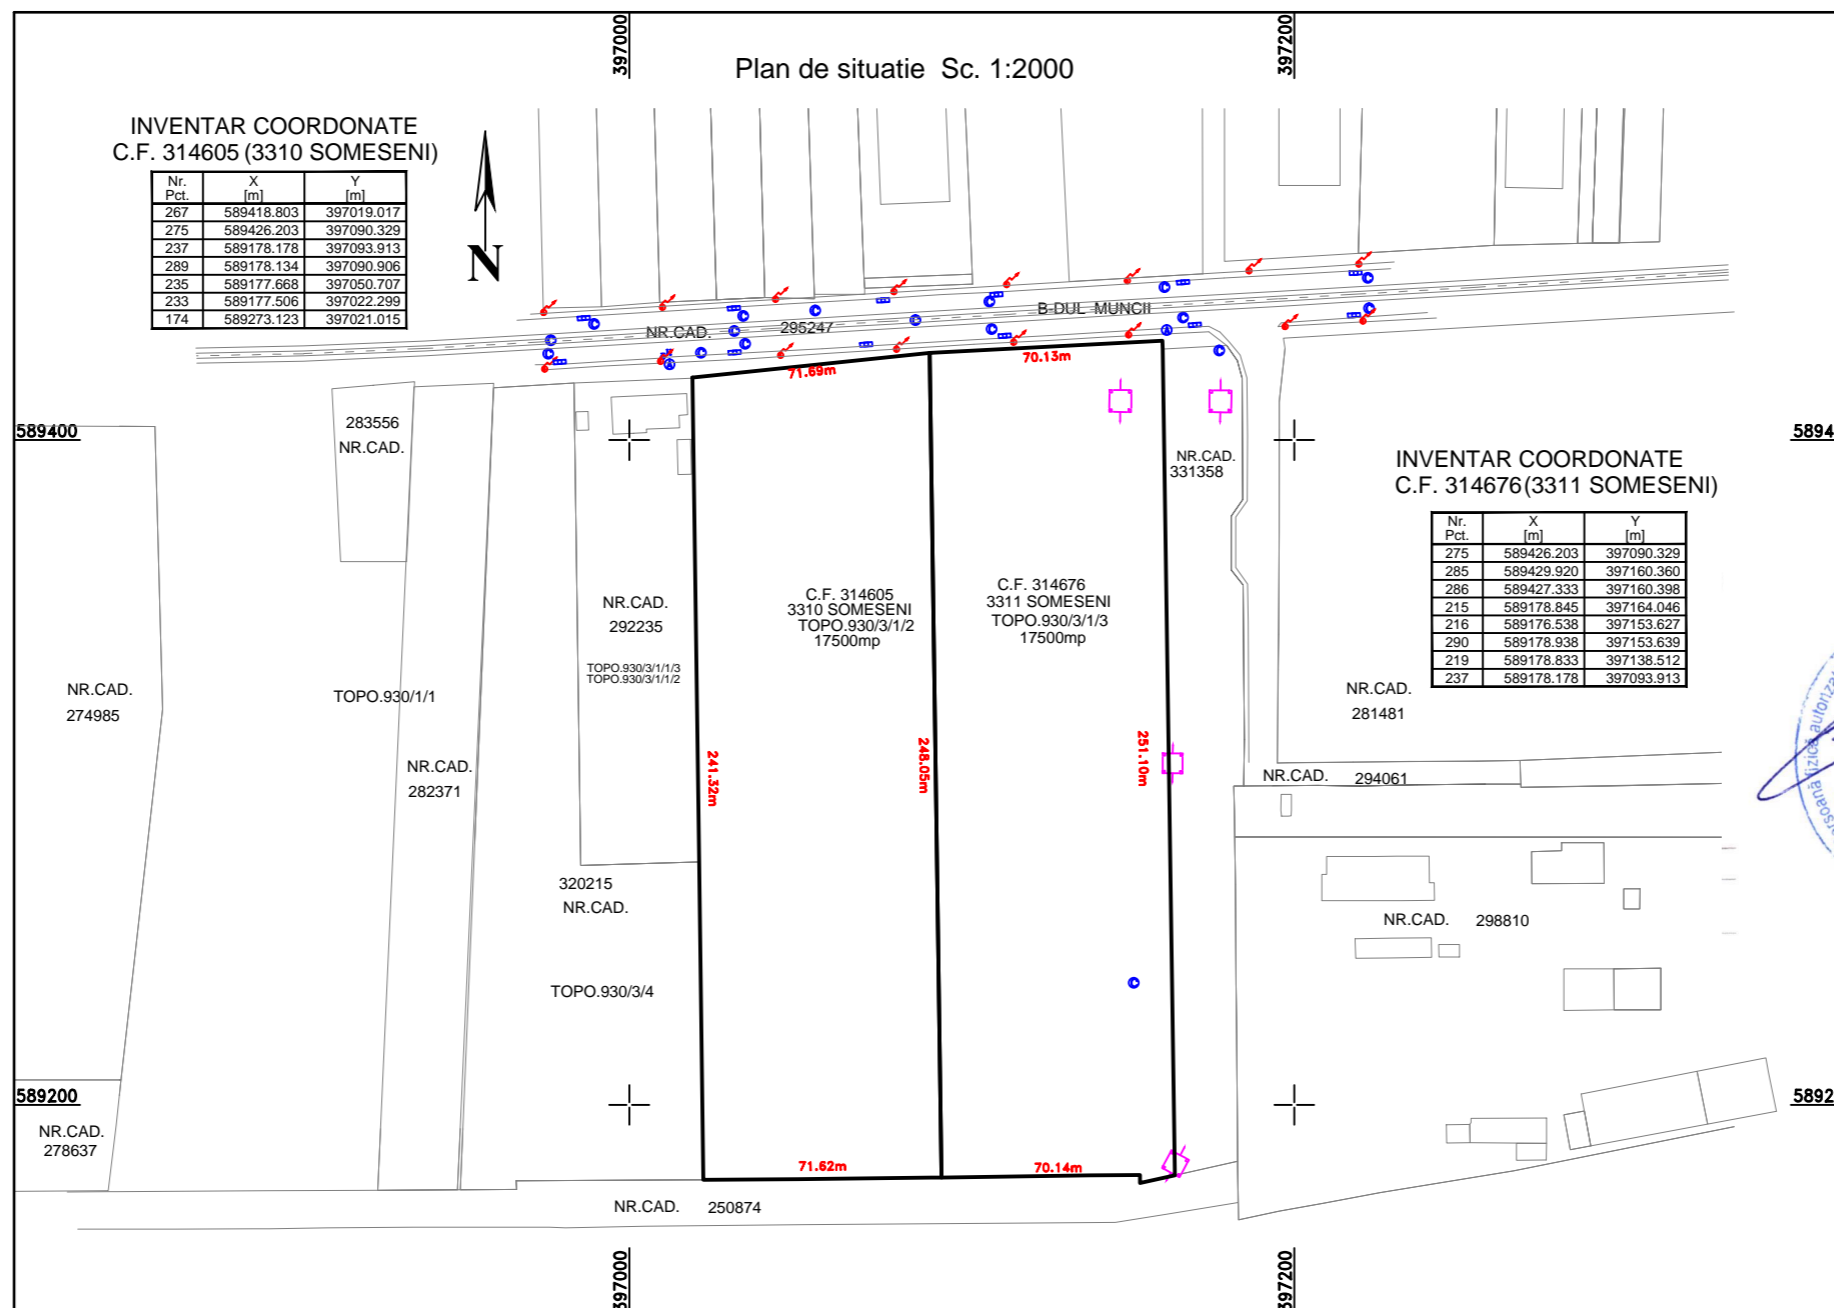 397000
397200
Plan de situatie Sc. 1:2000
INVENTAR COORDONATE
C.F. 314605 (3310 SOMESENI)
Nr. Pct. X [m] Y [m]
267 589418.803 397019.017
275 589426.203 397090.329
237 589178.178 397093.913
289 589178.134 397090.906
235 589177.668 397050.707
233 589177.506 397022.299
174 589273.123 397021.015
N
B-DUL MUNCII
NR.CAD. 295247
71.69m
70.13m
283556
NR.CAD.
589400
5894
NR.CAD.
331358
INVENTAR COORDONATE
C.F. 314676 (3311 SOMESENI)
Nr. Pct. X [m] Y [m]
275 589426.203 397090.329
285 589429.920 397160.360
286 589427.333 397160.398
215 589178.845 397164.046
216 589176.538 397153.627
290 589178.938 397153.639
219 589178.833 397138.512
237 589178.178 397093.913
C.F. 314605
3310 SOMESENI
TOPO.930/3/1/2
17500mp
C.F. 314676
3311 SOMESENI
TOPO.930/3/1/3
17500mp
NR.CAD.
292235
TOPO.930/3/1/1/3
TOPO.930/3/1/1/2
NR.CAD.
274985
TOPO.930/1/1
NR.CAD.
281481
NR.CAD.
282371
241.32m
248.05m
251.10m
NR.CAD. 294061
320215
NR.CAD.
NR.CAD. 298810
TOPO.930/3/4
589200
5892
NR.CAD.
278637
71.62m
70.14m
NR.CAD. 250874
397000
397200